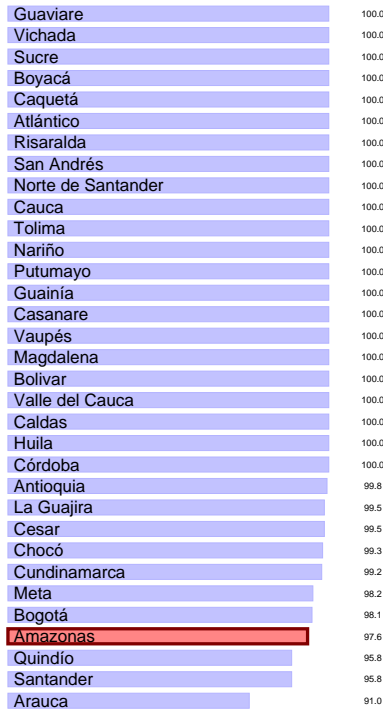 Guaviare 100.0
Vichada 100.0
Sucre 100.0
Boyacá 100.0
Caquetá 100.0
Atlántico 100.0
Risaralda 100.0
San Andrés 100.0
Norte de Santander 100.0
Cauca 100.0
Tolima 100.0
Nariño 100.0
Putumayo 100.0
Guainía 100.0
Casanare 100.0
Vaupés 100.0
Magdalena 100.0
Bolivar 100.0
Valle del Cauca 100.0
Caldas 100.0
Huila 100.0
Córdoba 100.0
Antioquia 99.8
La Guajira 99.5
Cesar 99.5
Chocó 99.3
Cundinamarca 99.2
Meta 98.2
Bogotá 98.1
Amazonas 97.6
Quindío 95.8
Santander 95.8
Arauca 91.0